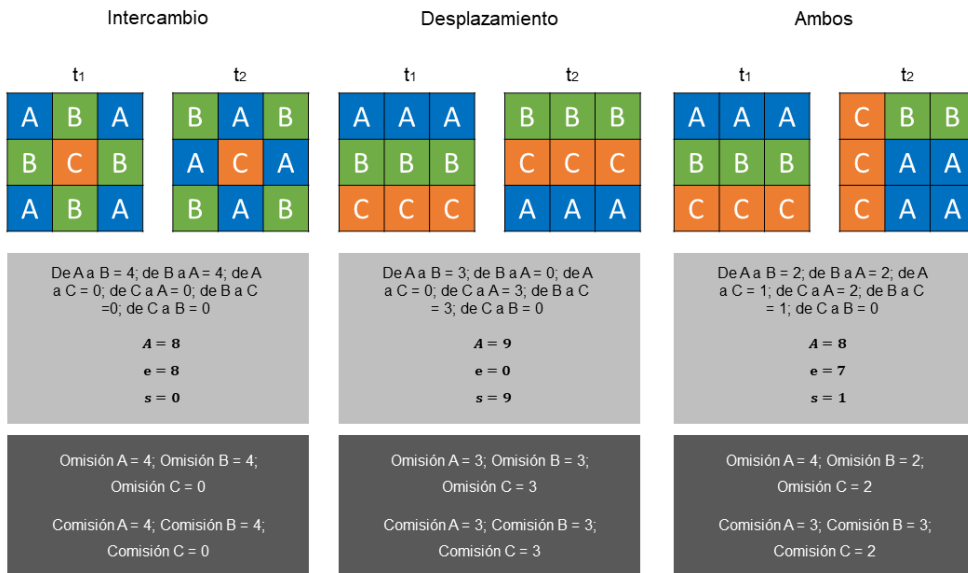 Intercambio Desplazamiento Ambos
t1 t2 t1 t2 t1 t2
A B A B A B A A A B B B A A A C B B
B C B A C A B B B C C C B B B C A A
A B A B A B C C C A A A C C C C A A
De A a B = 4; de B a A = 4; de A
a C = 0; de C a A = 0; de B a C
=0; de C a B = 0
A = 8
e = 8
s = 0
De A a B = 3; de B a A = 0; de A
a C = 0; de C a A = 3; de B a C
= 3; de C a B = 0
A = 9
e = 0
s = 9
De A a B = 2; de B a A = 2; de A
a C = 1; de C a A = 2; de B a C
= 1; de C a B = 0
A = 8
e = 7
s = 1
Omisión A = 4; Omisión B = 4;
Omisión C = 0
Comisión A = 4; Comisión B = 4;
Comisión C = 0
Omisión A = 3; Omisión B = 3;
Omisión C = 3
Comisión A = 3; Comisión B = 3;
Comisión C = 3
Omisión A = 4; Omisión B = 2;
Omisión C = 2
Comisión A = 3; Comisión B = 3;
Comisión C = 2